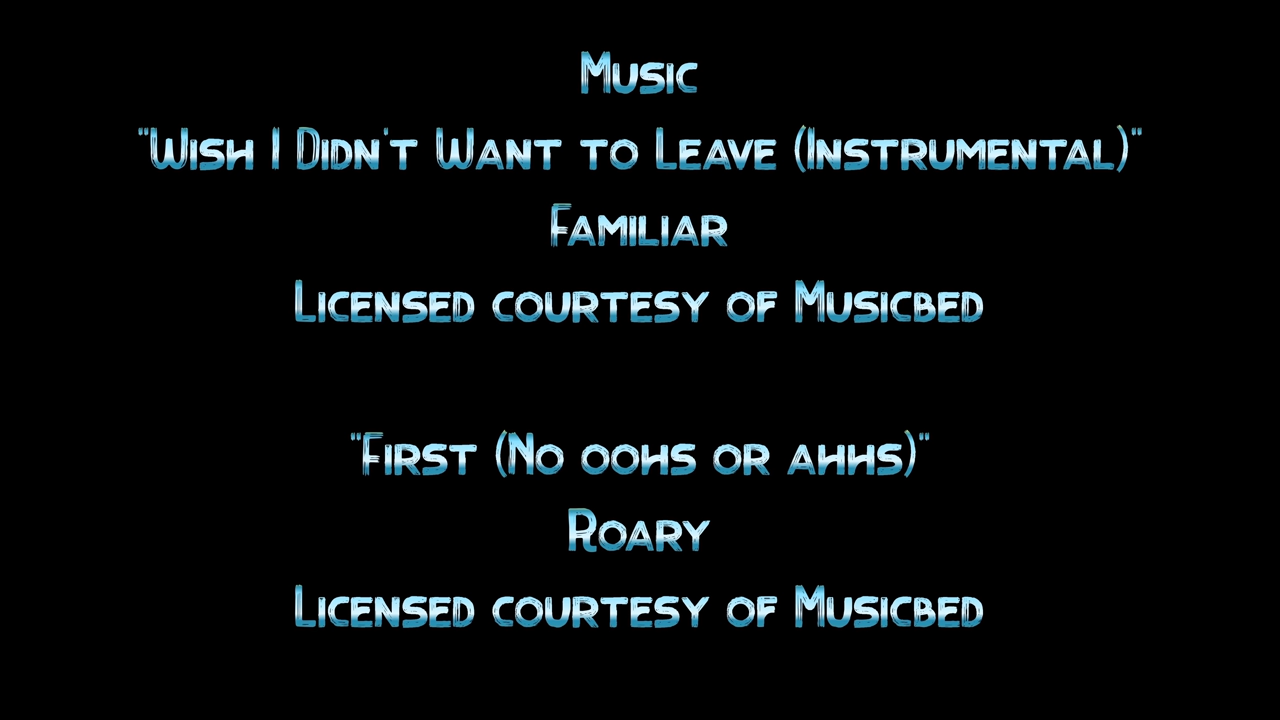 Music
"Wish I Didn't Want to Leave (Instrumental)"
Familiar
Licensed courtesy of Musicbed
"First (No oohs or ahhs)"
Roary
Licensed courtesy of Musicbed